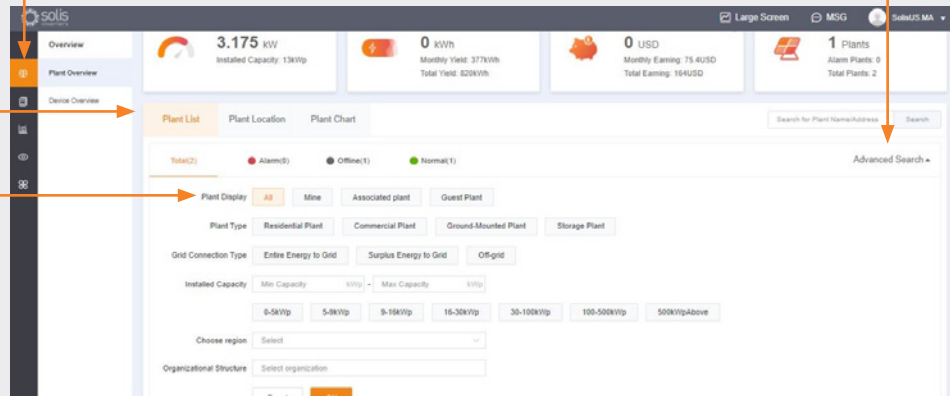 solis
inverters
Large Screen
MSG
SolisUS.MA
Overview
Plant Overview
Device Overview
3.175 kW
Installed Capacity: 13kWp
0 kWh
Monthly Yield: 377kWh
Total Yield: 820kWh
0 USD
Monthly Earning: 75.4USD
Total Earning: 164USD
1 Plants
Alarm Plants: 0
Total Plants: 2
Plant List Plant Location Plant Chart
Search for Plant Name/Address Search
Total(2) Alarm(0) Offline(1) Normal(1)
Advanced Search
Plant Display All Mine Associated plant Guest Plant
Plant Type Residential Plant Commercial Plant Ground-Mounted Plant Storage Plant
Grid Connection Type Entire Energy to Grid Surplus Energy to Grid Off-grid
Installed Capacity Min Capacity kWp - Max Capacity kWp
0-5kWp 5-9kWp 9-16kWp 16-30kWp 30-100kWp 100-500kWp 500kWpAbove
Choose region Select
Organizational Structure Select organization